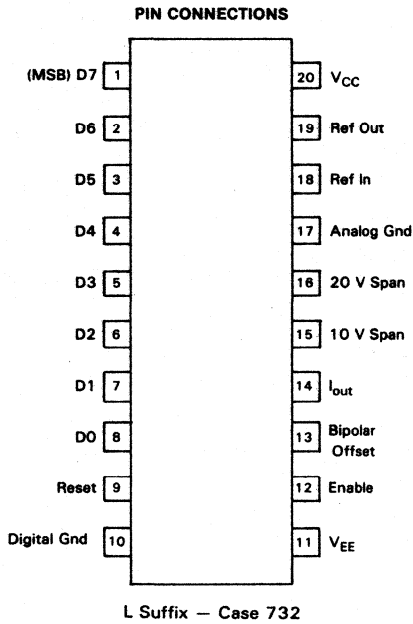 PIN CONNECTIONS
(MSB) D7 1
20 VCC
D6 2
19 Ref Out
D5 3
18 Ref In
D4 4
17 Analog Gnd
D3 5
16 20 V Span
D2 6
15 10 V Span
D1 7
14 Iout
D0 8
13 Bipolar
Offset
Reset 9
12 Enable
Digital Gnd 10
11 VEE
L Suffix — Case 732